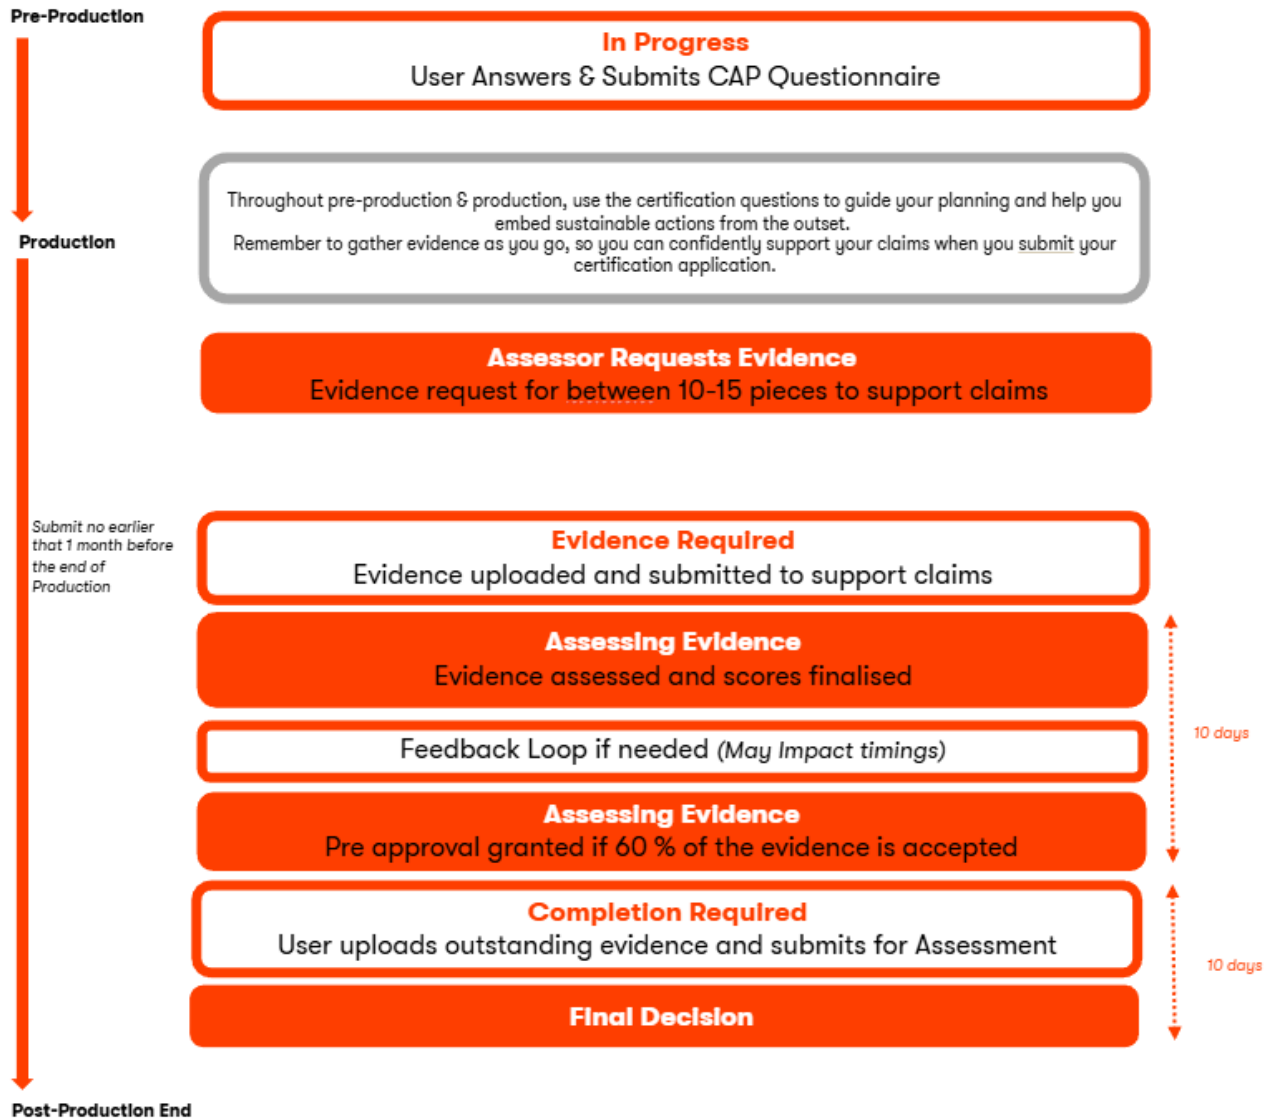 Pre-Production
In Progress
User Answers & Submits CAP Questionnaire
Throughout pre-production & production, use the certification questions to guide your planning and help you
embed sustainable actions from the outset.
Remember to gather evidence as you go, so you can confidently support your claims when you submit your
certification application.
Production
Assessor Requests Evidence
Evidence request for between 10-15 pieces to support claims
Submit no earlier
that 1 month before
the end of
Production
Evidence Required
Evidence uploaded and submitted to support claims
Assessing Evidence
Evidence assessed and scores finalised
Feedback Loop if needed (May Impact timings)
10 days
Assessing Evidence
Pre approval granted if 60 % of the evidence is accepted
Completion Required
User uploads outstanding evidence and submits for Assessment
10 days
Final Decision
Post-Production End